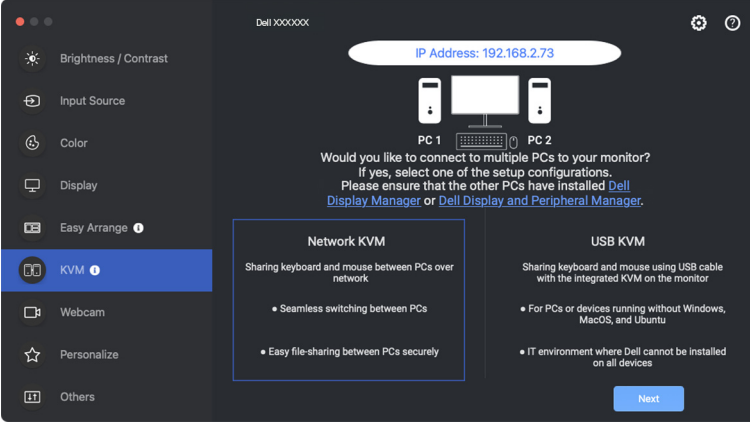 Dell XXXXXX
Brightness / Contrast
Input Source
Color
Display
Easy Arrange
KVM
Webcam
Personalize
Others
IP Address: 192.168.2.73
PC 1
PC 2
Would you like to connect to multiple PCs to your monitor?
If yes, select one of the setup configurations.
Please ensure that the other PCs have installed Dell
Display Manager or Dell Display and Peripheral Manager.
Network KVM
Sharing keyboard and mouse between PCs over
network
● Seamless switching between PCs
● Easy file-sharing between PCs securely
USB KVM
Sharing keyboard and mouse using USB cable
with the integrated KVM on the monitor
● For PCs or devices running without Windows,
MacOS, and Ubuntu
● IT environment where Dell cannot be installed
on all devices
Next